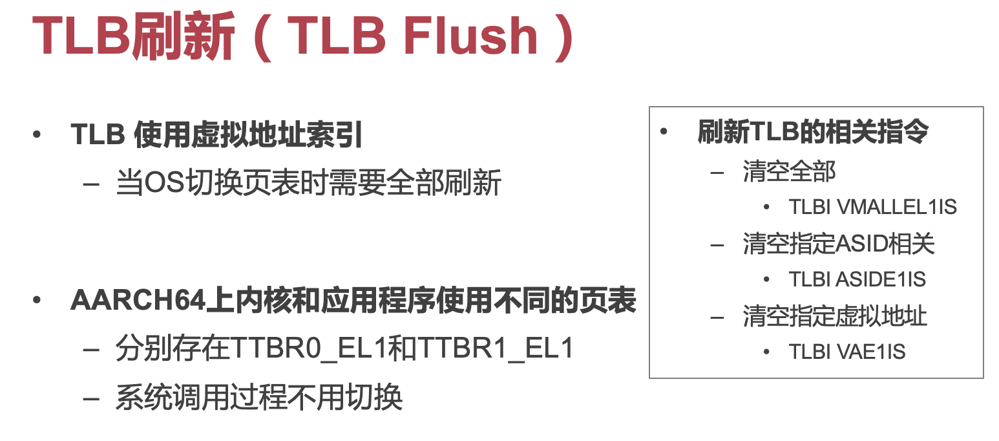 TLB刷新（TLB Flush）
• TLB 使用虚拟地址索引
– 当OS切换页表时需要全部刷新
• AARCH64上内核和应用程序使用不同的页表
– 分别存在TTBR0_EL1和TTBR1_EL1
– 系统调用过程不用切换
• 刷新TLB的相关指令
– 清空全部
• TLBI VMALLEL1IS
– 清空指定ASID相关
• TLBI ASIDE1IS
– 清空指定虚拟地址
• TLBI VAE1IS